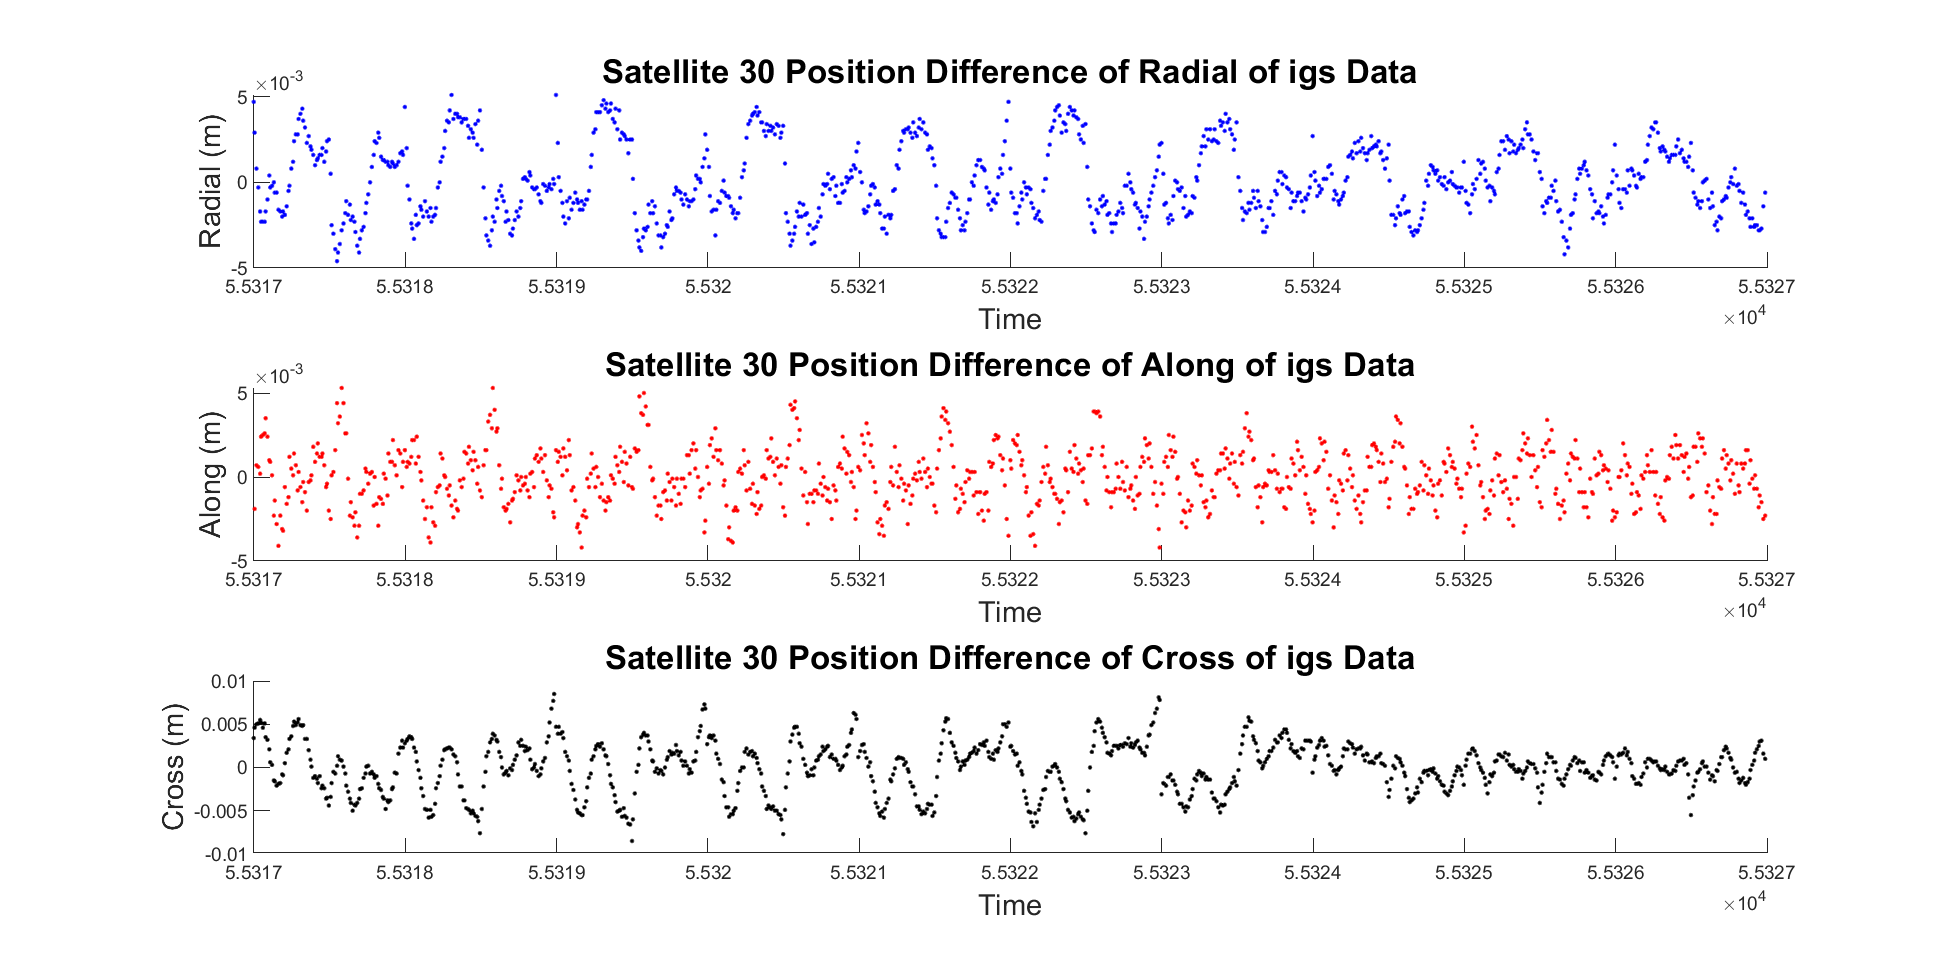 Satellite 30 Position Difference of Radial of igs Data
×10-3
5
0
-5
Radial (m)
5.5317 5.5318 5.5319 5.532 5.5321 5.5322 5.5323 5.5324 5.5325 5.5326 5.5327
Time
×104
Satellite 30 Position Difference of Along of igs Data
×10-3
5
0
-5
Along (m)
5.5317 5.5318 5.5319 5.532 5.5321 5.5322 5.5323 5.5324 5.5325 5.5326 5.5327
Time
×104
Satellite 30 Position Difference of Cross of igs Data
0.01
0.005
0
-0.005
-0.01
Cross (m)
5.5317 5.5318 5.5319 5.532 5.5321 5.5322 5.5323 5.5324 5.5325 5.5326 5.5327
Time
×104